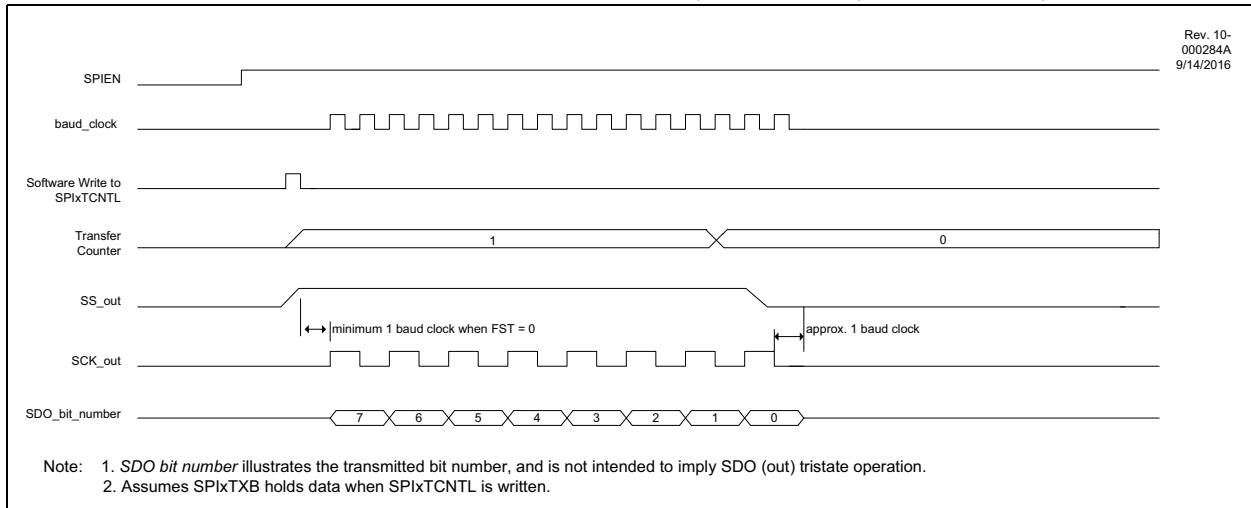 Rev. 10-
000284A
9/14/2016
SPIEN
baud_clock
Software Write to
SPIxTCNTL
Transfer
Counter
1
0
SS_out
minimum 1 baud clock when FST = 0
approx. 1 baud clock
SCK_out
SDO_bit_number
7 6 5 4 3 2 1 0
Note: 1. SDO bit number illustrates the transmitted bit number, and is not intended to imply SDO (out) tristate operation.
2. Assumes SPIxTXB holds data when SPIxTCNTL is written.